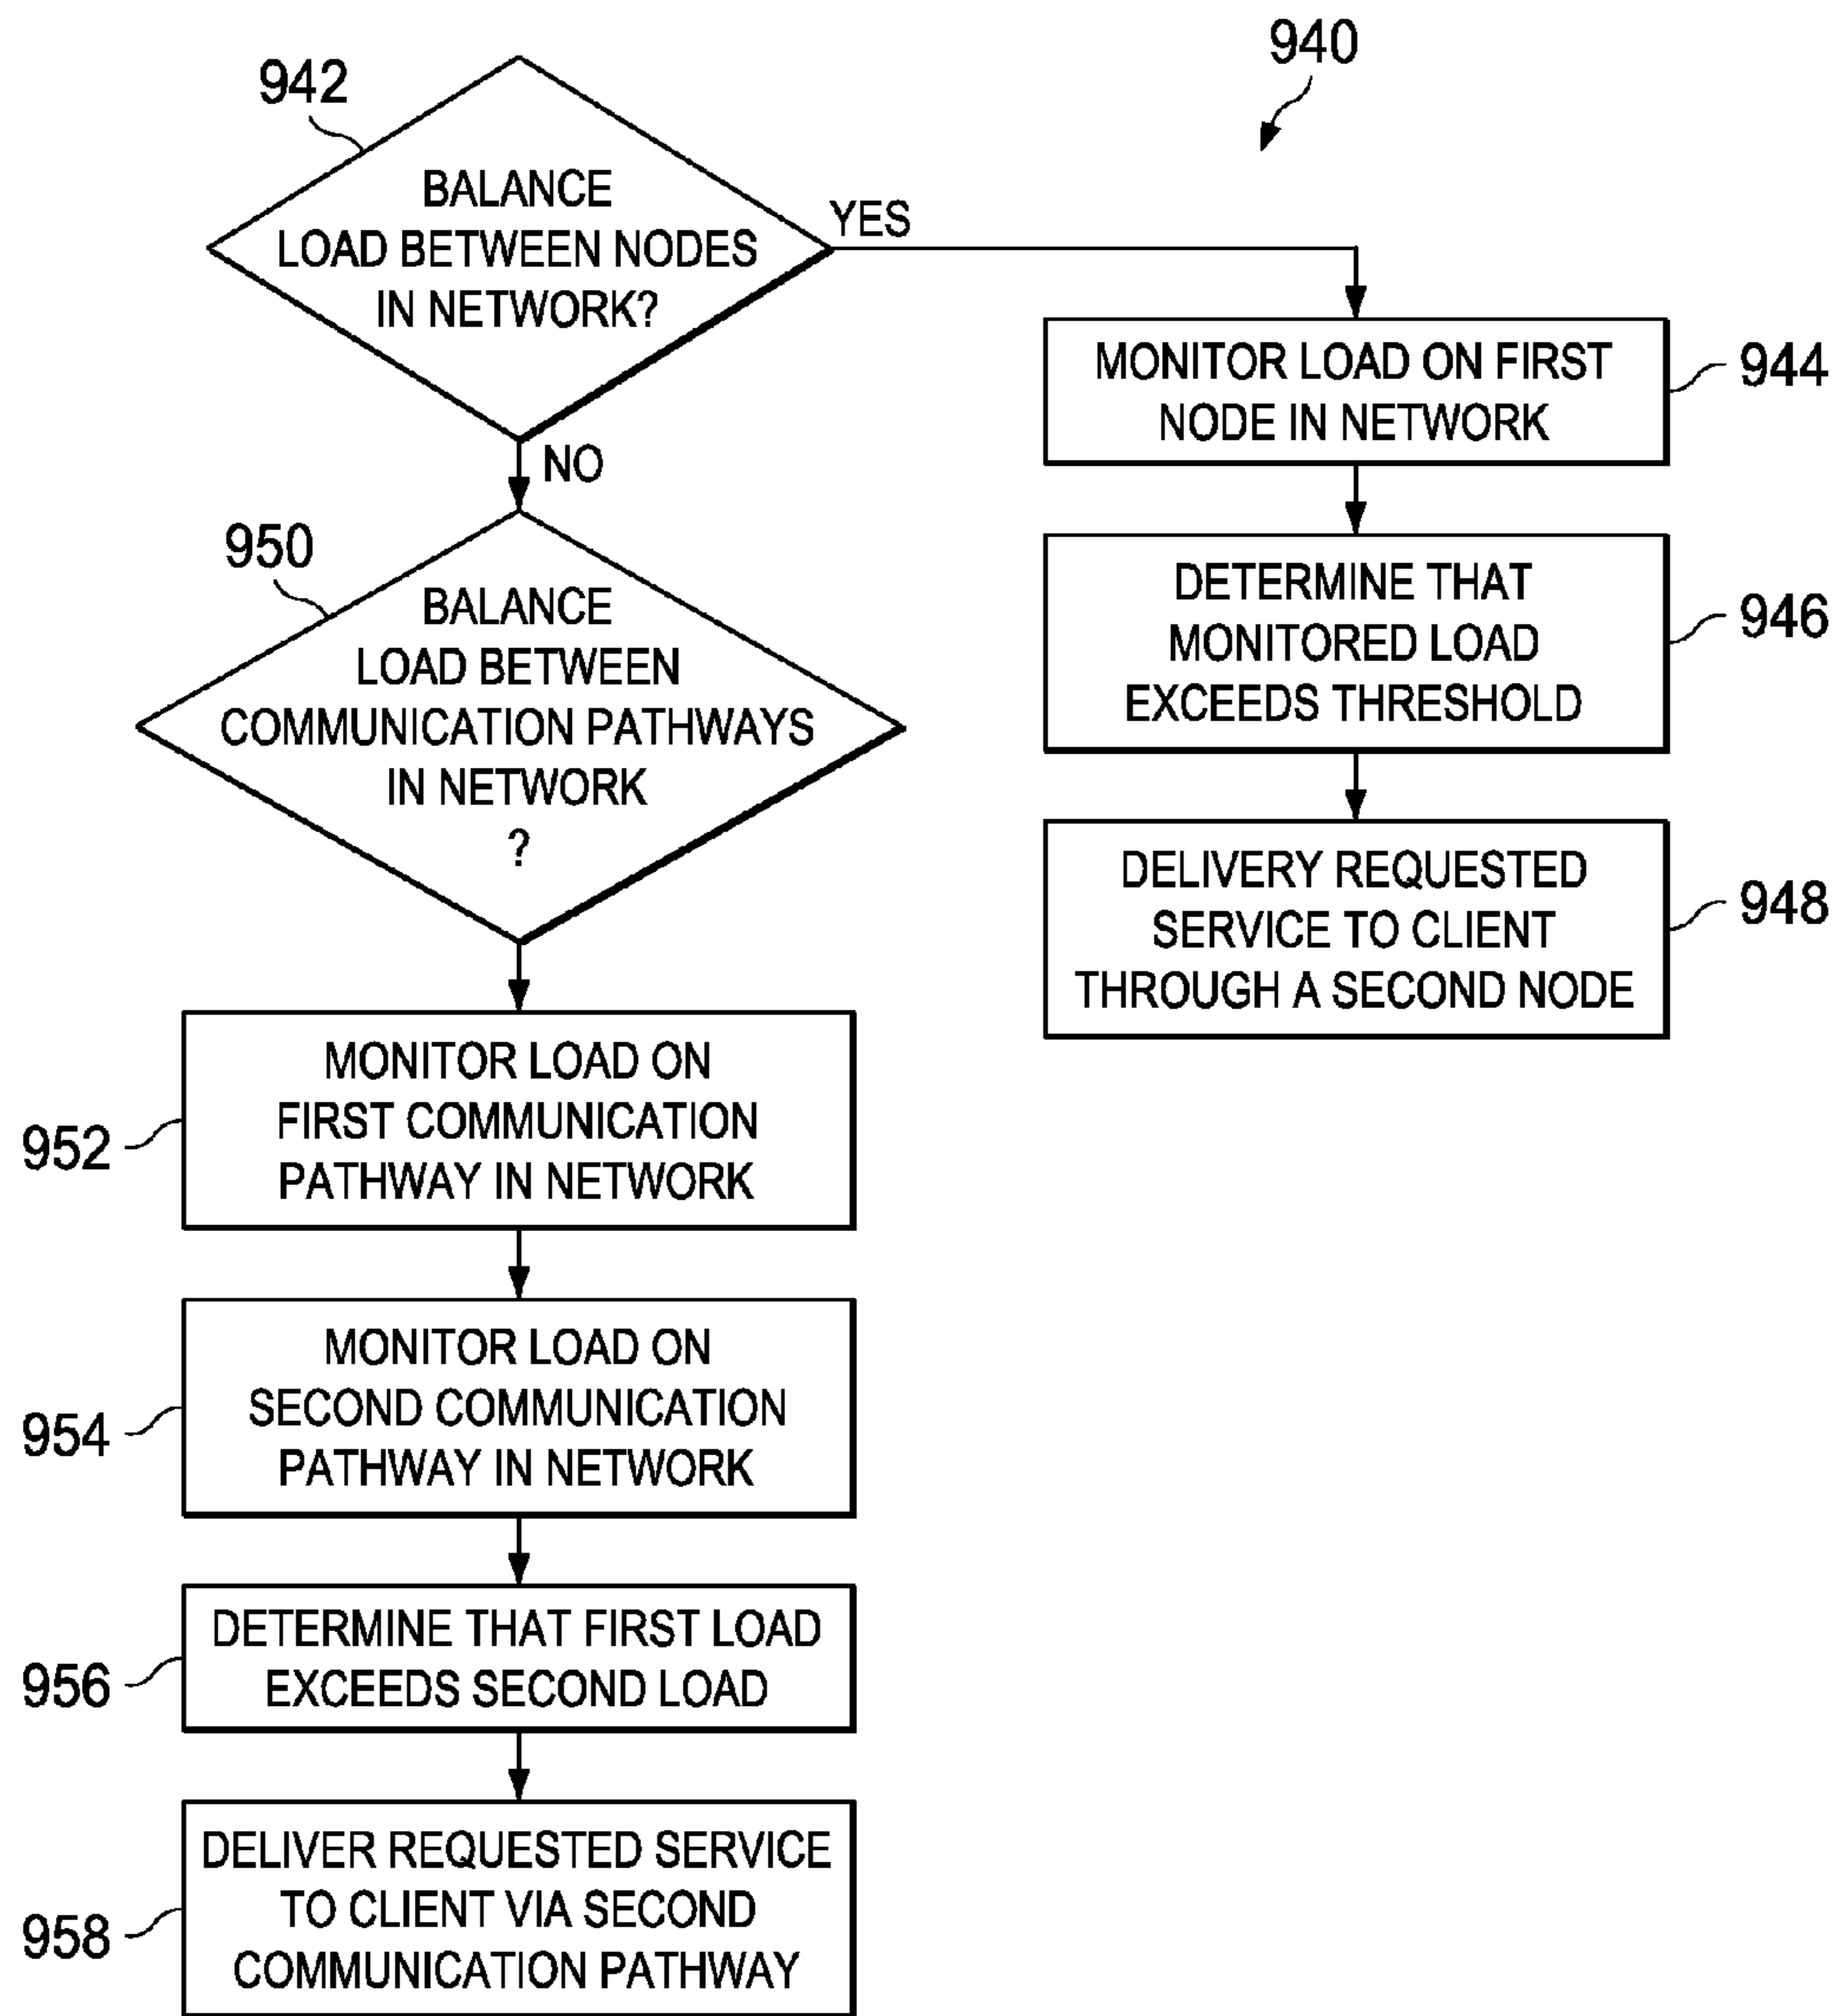 940
942
BALANCE
LOAD BETWEEN NODES
IN NETWORK?
YES
NO
MONITOR LOAD ON FIRST
NODE IN NETWORK
944
DETERMINE THAT
MONITORED LOAD
EXCEEDS THRESHOLD
946
DELIVERY REQUESTED
SERVICE TO CLIENT
THROUGH A SECOND NODE
948
950
BALANCE
LOAD BETWEEN
COMMUNICATION PATHWAYS
IN NETWORK
?
MONITOR LOAD ON
FIRST COMMUNICATION
PATHWAY IN NETWORK
952
MONITOR LOAD ON
SECOND COMMUNICATION
PATHWAY IN NETWORK
954
DETERMINE THAT FIRST LOAD
EXCEEDS SECOND LOAD
956
DELIVER REQUESTED SERVICE
TO CLIENT VIA SECOND
COMMUNICATION PATHWAY
958